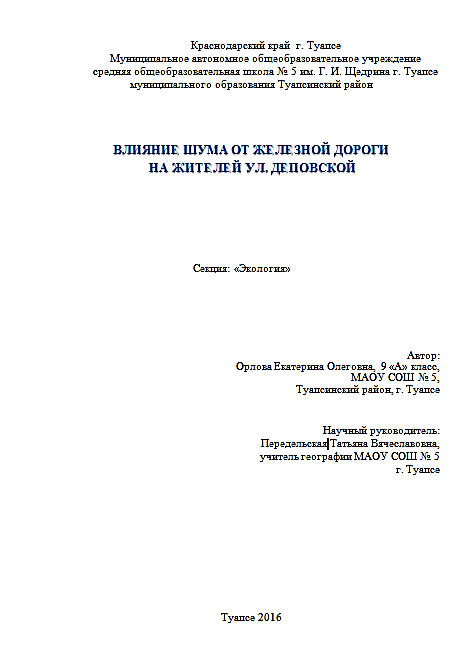 Краснодарский край г. Туапсе
Муниципальное автономное общеобразовательное учреждение
средняя общеобразовательная школа № 5 им. Г. И. Щедрина г. Туапсе
муниципального образования Туапсинский район
ВЛИЯНИЕ ШУМА ОТ ЖЕЛЕЗНОЙ ДОРОГИ
НА ЖИТЕЛЕЙ УЛ. ДЕПОВСКОЙ
Секция: «Экология»
Автор:
Орлова Екатерина Олеговна, 9 «А» класс,
МАОУ СОШ № 5,
Туапсинский район, г. Туапсе
Научный руководитель:
Передельская Татьяна Вячеславовна,
учитель географии МАОУ СОШ № 5
г. Туапсе
Туапсе 2016